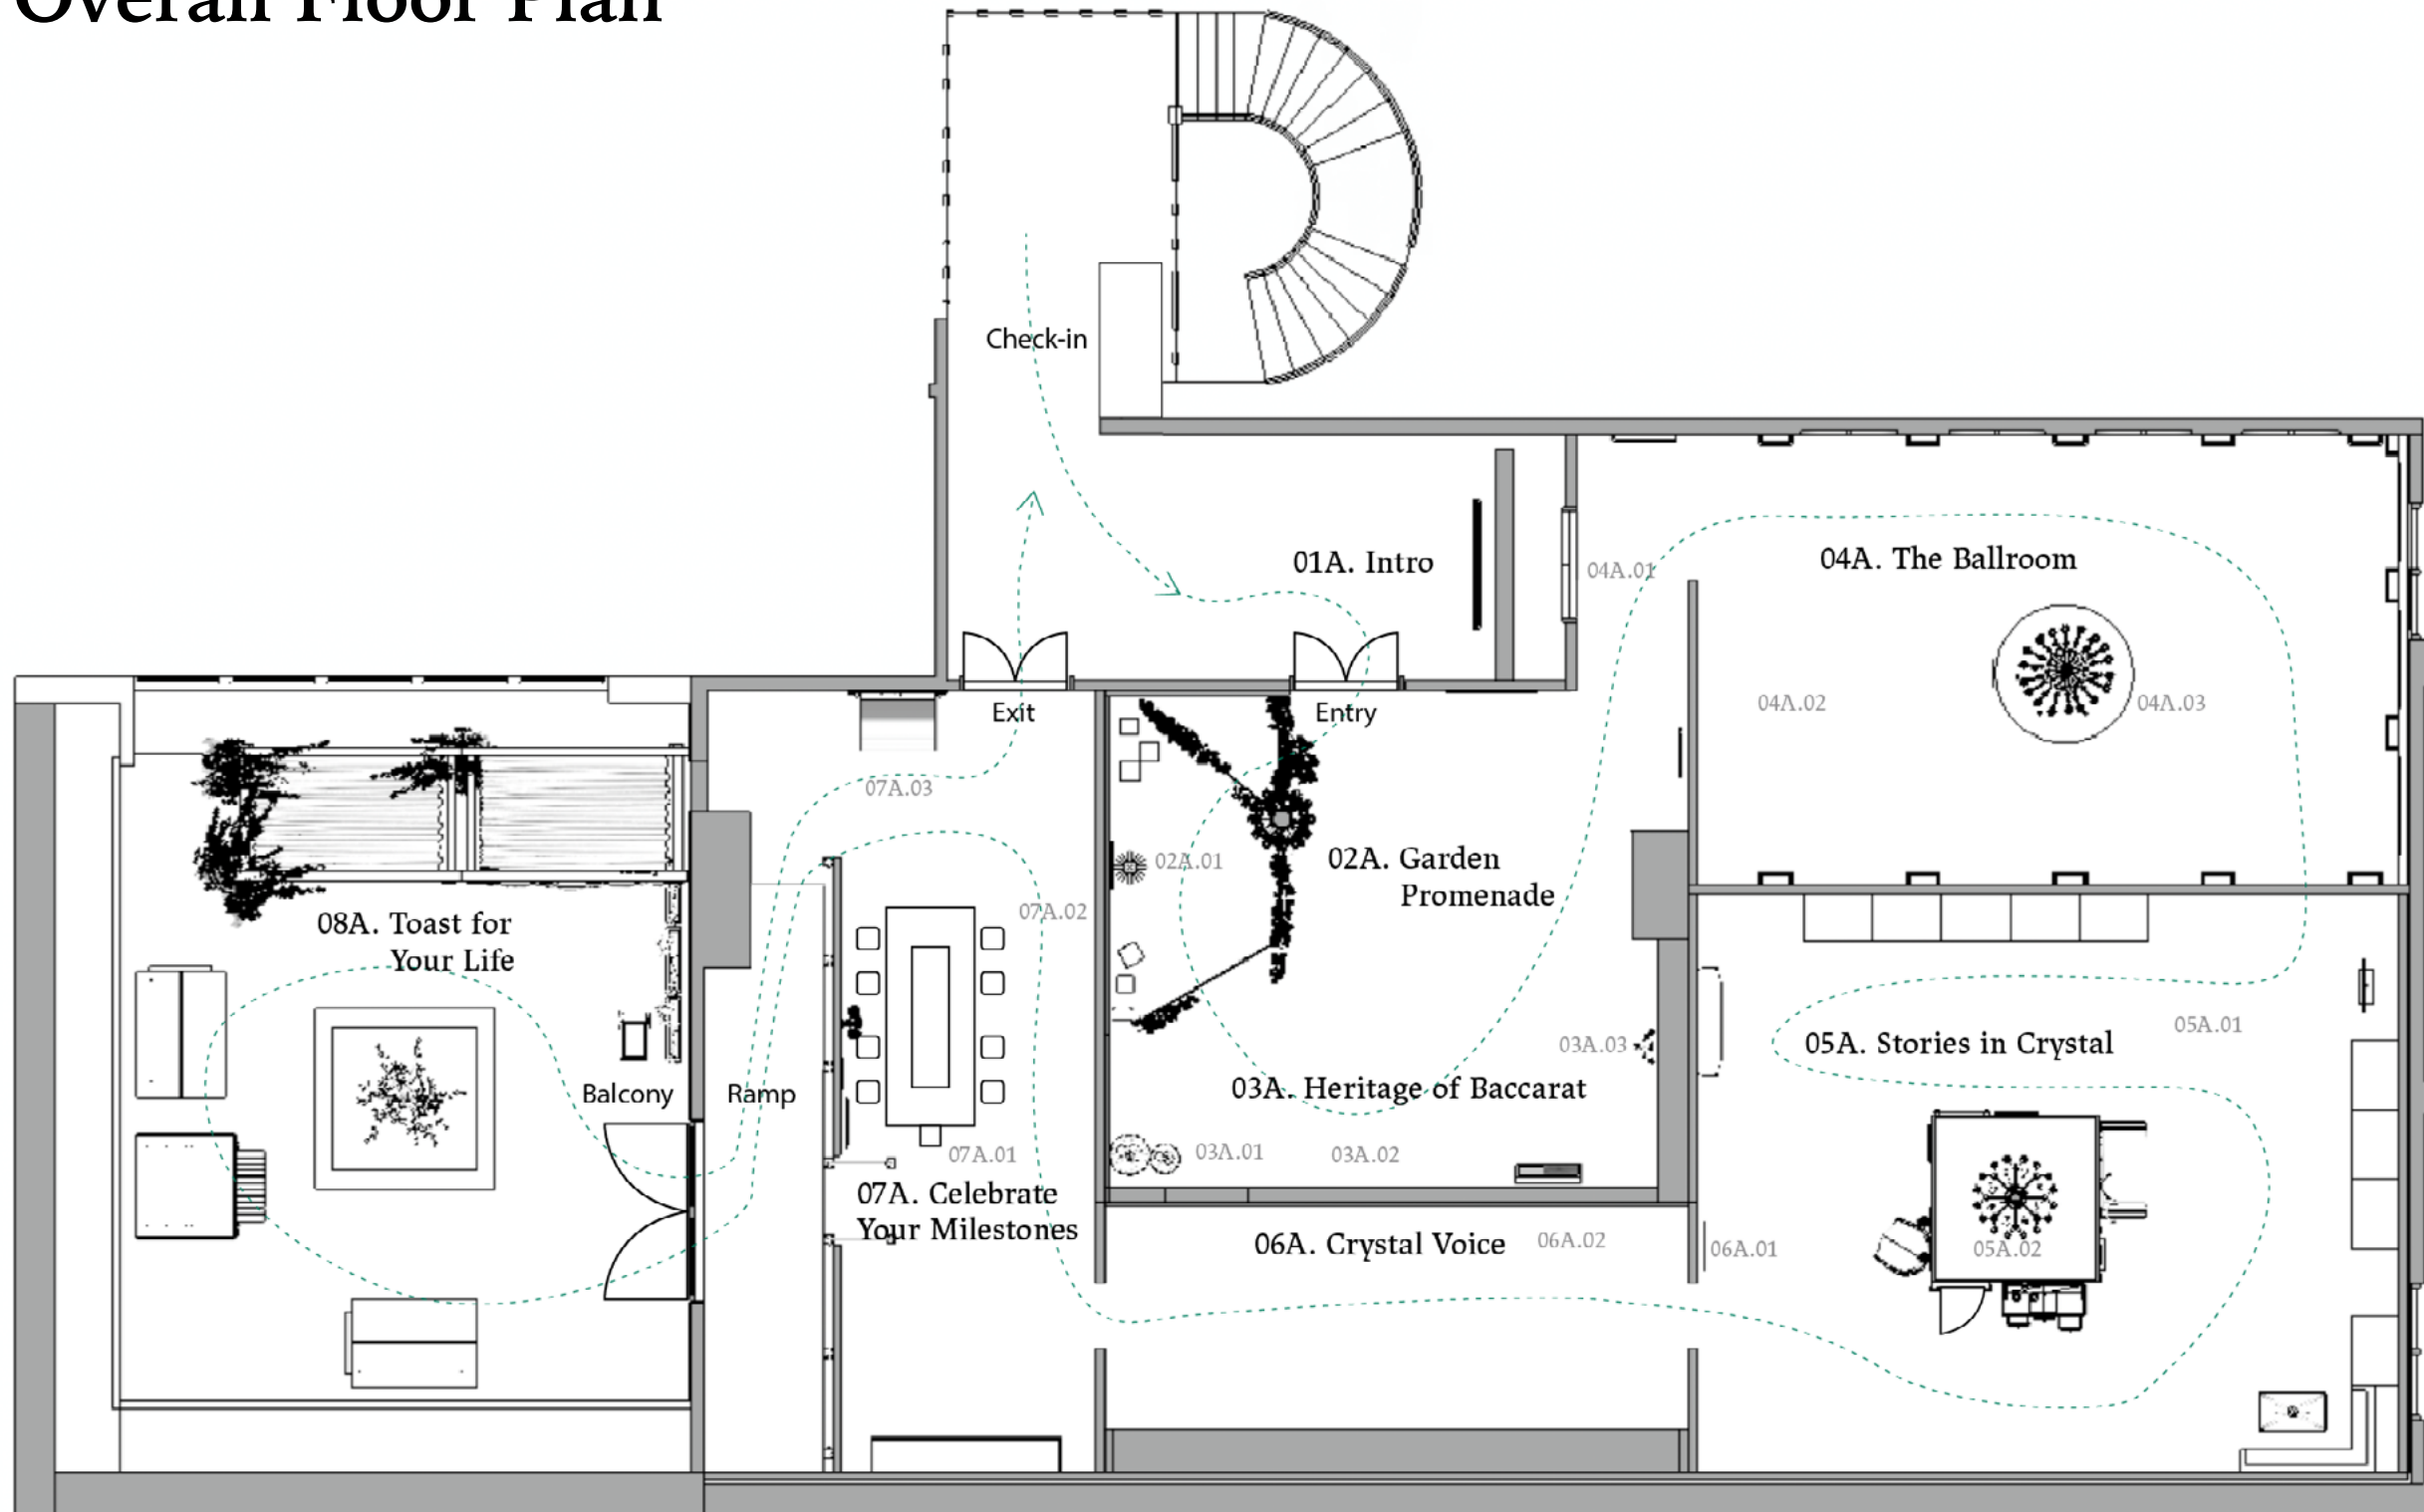 Overall Floor Plan
Check-in
01A. Intro
04A.01
04A. The Ballroom
04A.02
04A.03
Exit
Entry
07A.03
02A.01
02A. Garden
Promenade
07A.02
08A. Toast for
Your Life
03A.03
05A. Stories in Crystal
05A.01
Balcony
Ramp
03A. Heritage of Baccarat
07A.01
03A.01
03A.02
07A. Celebrate
Your Milestones
06A. Crystal Voice
06A.02
06A.01
05A.02